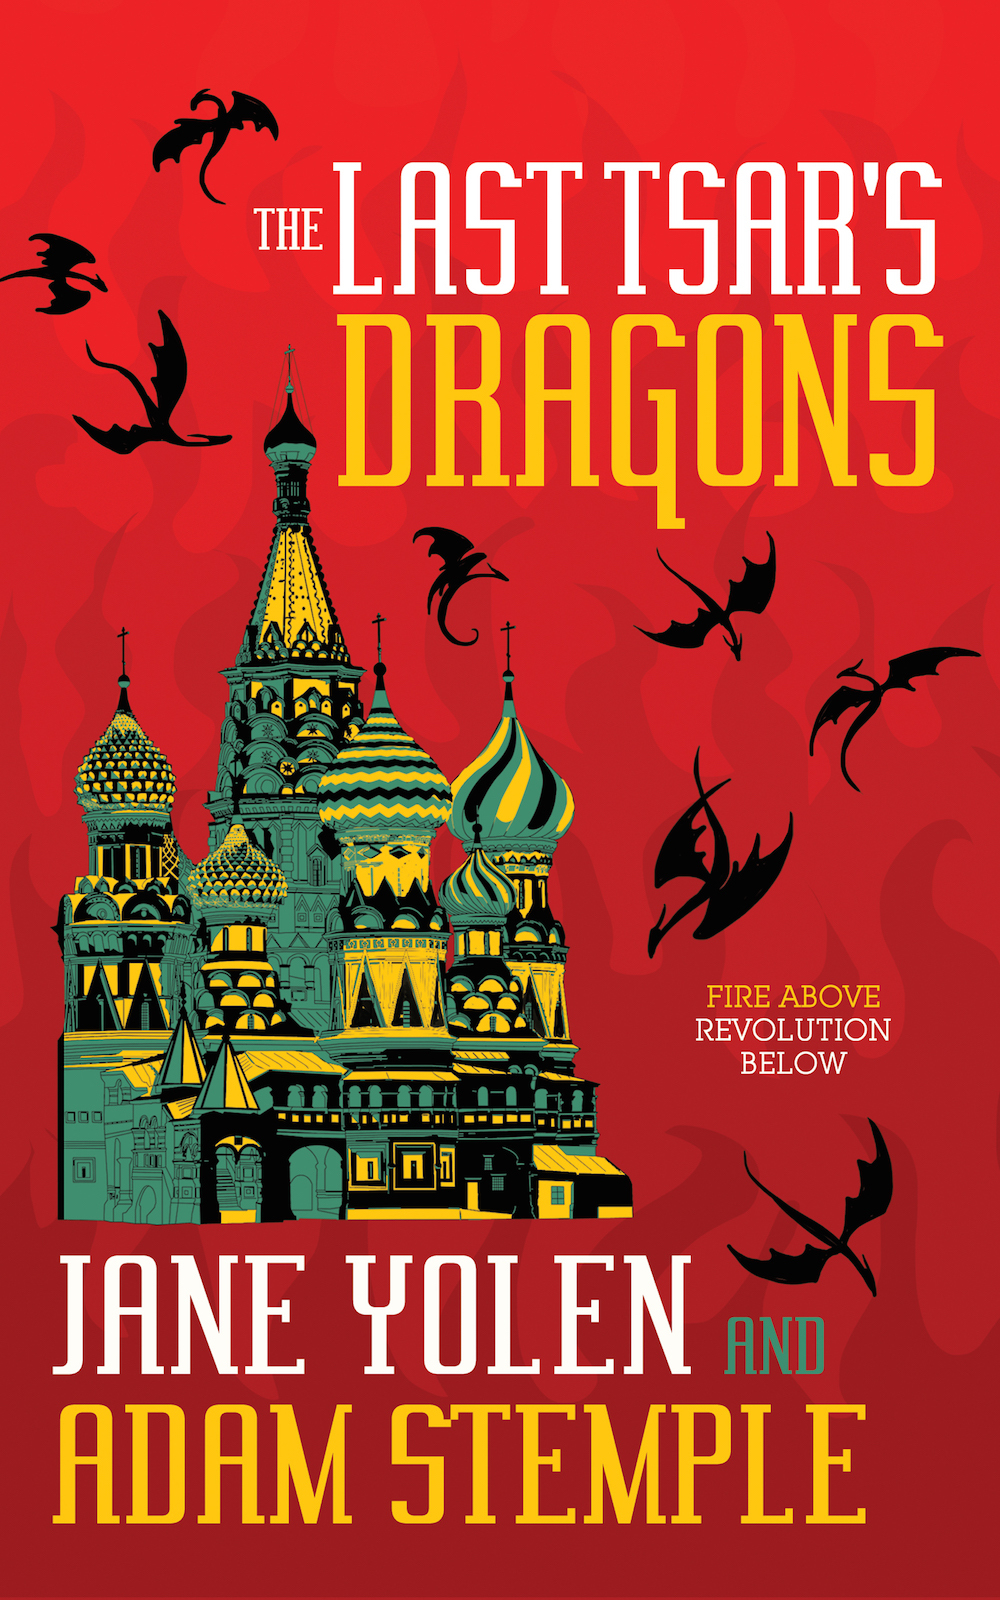 THE LAST TSAR'S
DRAGONS
FIRE ABOVE
REVOLUTION
BELOW
JANE YOLEN AND
ADAM STEMPLE